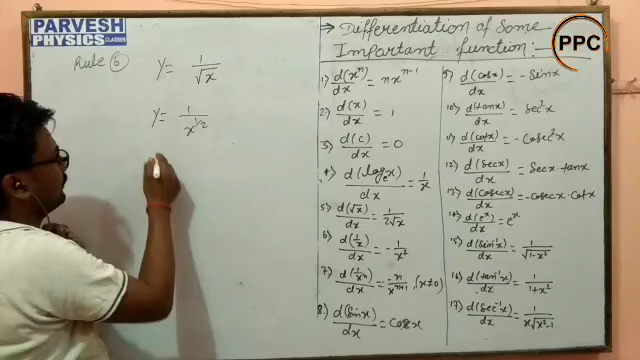 PARVESH
PHYSICS CLASSES
Rule 6
y = 1/√x
y = 1/x^1/2
⇒ Differentiation of Some
Important function:-
PPC
1) d(xⁿ)/dx = nxⁿ⁻¹
2) d(x)/dx = 1
3) d(c)/dx = 0
4) d(logₑx)/dx = 1/x
5) d(√x)/dx = 1/2√x
6) d(1/x)/dx = -1/x²
7) d(1/xⁿ)/dx = -n/xⁿ⁺¹, (x≠0)
8) d(Sinx)/dx = Cosx
9) d(cosx)/dx = -Sinx
10) d(tanx)/dx = Sec²x
11) d(cotx)/dx = -Cosec²x
12) d(Secx)/dx = Secx·tanx
13) d(Cosecx)/dx = -Cosecx·Cotx
14) d(eˣ)/dx = eˣ
15) d(Sin⁻¹x)/dx = 1/√1-x²
16) d(tan⁻¹x)/dx = 1/1+x²
17) d(Sec⁻¹x)/dx = 1/x√x²-1